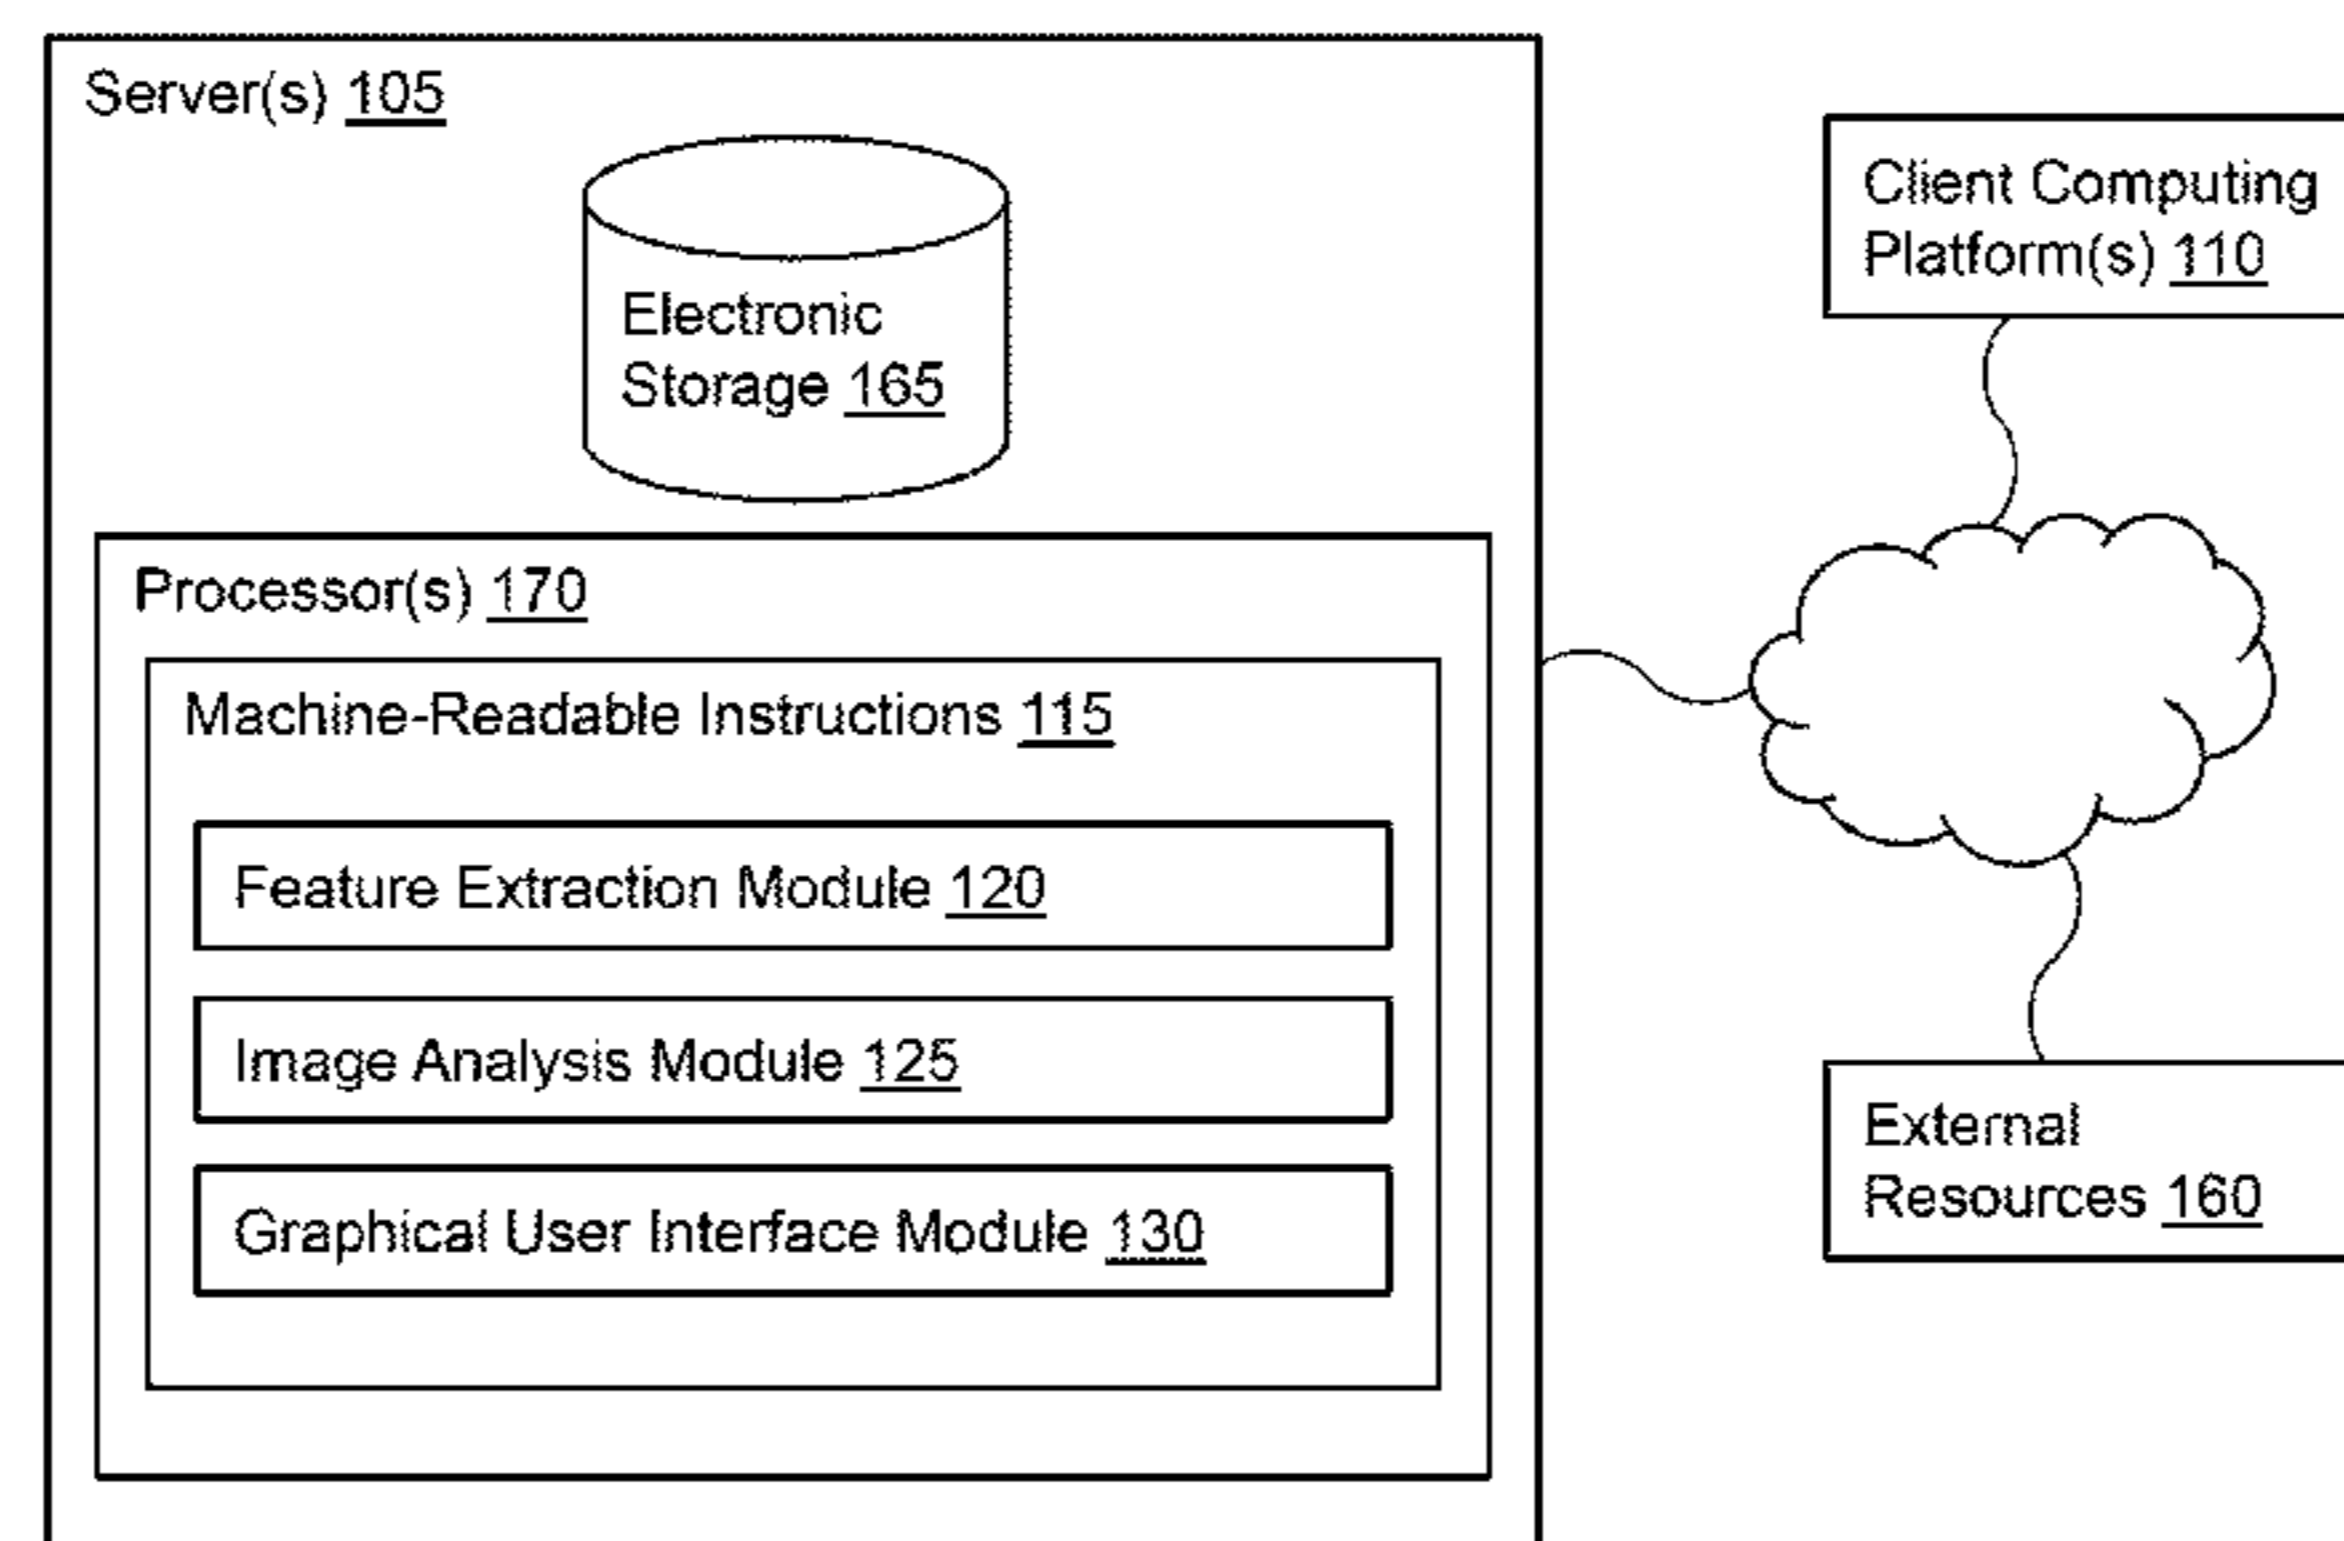 Server(s) 105
Electronic
Storage 165
Processor(s) 170
Machine-Readable Instructions 115
Feature Extraction Module 120
Image Analysis Module 125
Graphical User Interface Module 130
Client Computing
Platform(s) 110
External
Resources 160